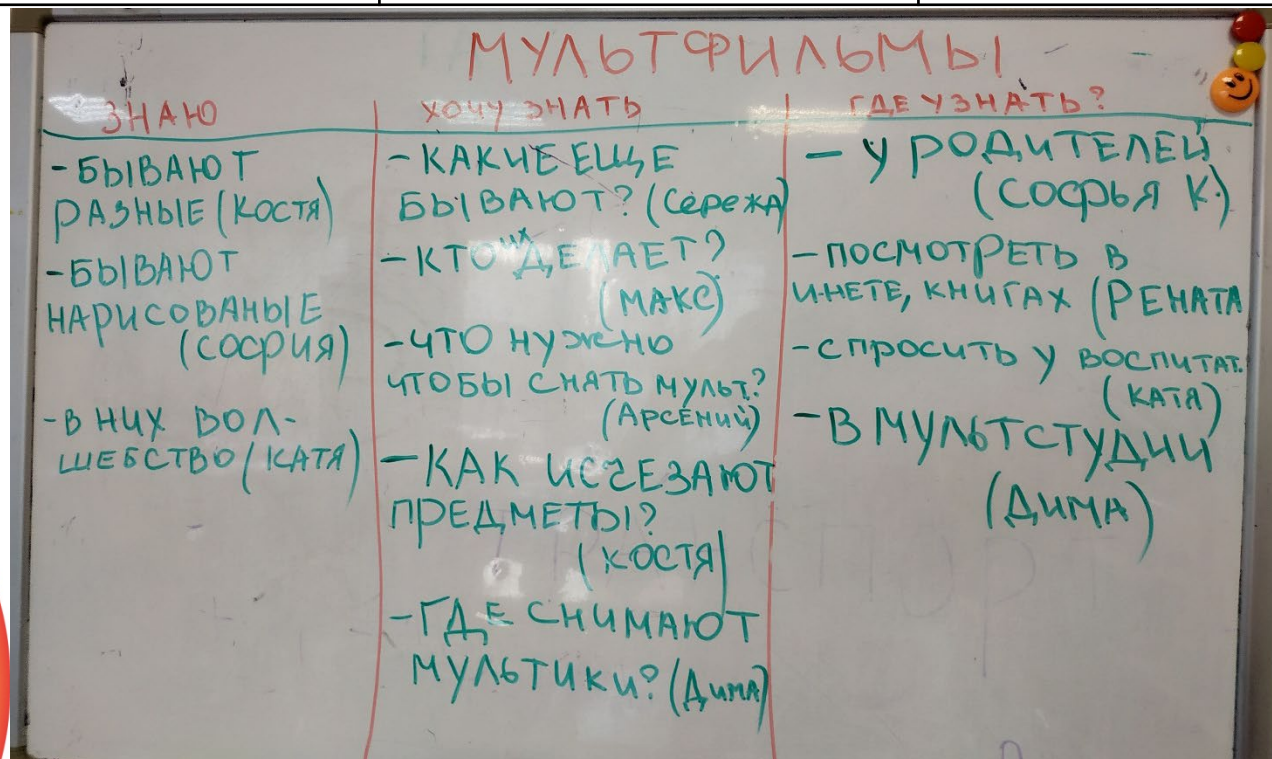 МУЛЬТФИЛЬМЫ
ЗНАЮ
-БЫВАЮТ
РАЗНЫЕ (КОСТЯ)
-БЫВАЮТ
НАРИСОВАНЫЕ
(СОФИЯ)
-В НИХ ВОЛ-
ШЕБСТВО (КАТЯ)
ХОЧУ ЗНАТЬ
-КАКИЕ ЕЩЕ
БЫВАЮТ? (Сережа)
-КТО ИХ ДЕЛАЕТ?
(МАКС)
-ЧТО НУЖНО
ЧТОБЫ СНЯТЬ МУЛЬТ.?
(АРСЕНИЙ)
-КАК ИСЧЕЗАЮТ
ПРЕДМЕТЫ?
(КОСТЯ)
-ГДЕ СНИМАЮТ
МУЛЬТИКИ? (ДИМА)
ГДЕ УЗНАТЬ?
- У РОДИТЕЛЕЙ
(СОФЬЯ К.)
-ПОСМОТРЕТЬ В
И-НЕТЕ, КНИГАХ (РЕНАТА
-СПРОСИТЬ У ВОСПИТАТ.
(КАТЯ)
-В МУЛЬТСТУДИИ
(ДИМА)